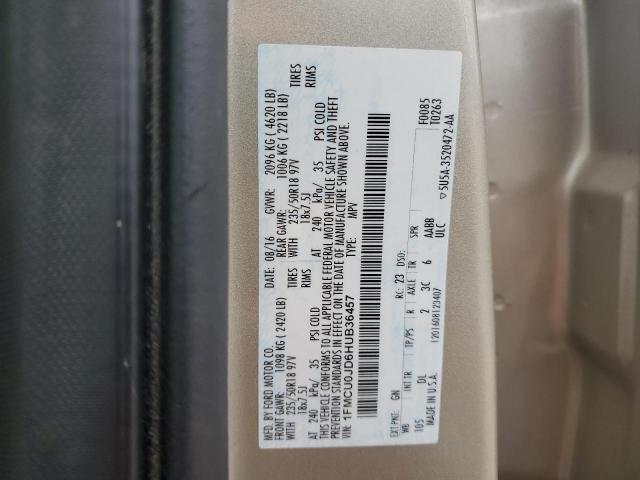 MFD. BY FORD MOTOR CO.
DATE: 08/16 GVWR: 2096 KG ( 4620 LB)
FRONT GAWR: 1098 KG ( 2420 LB) REAR GAWR: 1006 KG ( 2218 LB)
WITH 235/50R18 97V TIRES WITH 235/50R18 97V TIRES
18x7.5J RIMS 18x7.5J RIMS
AT 240 kPa/ 35 PSI COLD AT 240 kPa/ 35 PSI COLD
THIS VEHICLE CONFORMS TO ALL APPLICABLE FEDERAL MOTOR VEHICLE SAFETY AND THEFT
PREVENTION STANDARDS IN EFFECT ON THE DATE OF MANUFACTURE SHOWN ABOVE.
VIN: 1FMCU0JD6HUB36457 TYPE: MPV
F0085
T0263
EXT PNT: GN RC: 23 DSO:
WB INT TR TP/PS R AXLE TR SPR
105 DL 2 3C 6 AABB
ULC
MADE IN U.S.A. 1201608123407
▽5U5A-3520472-AA